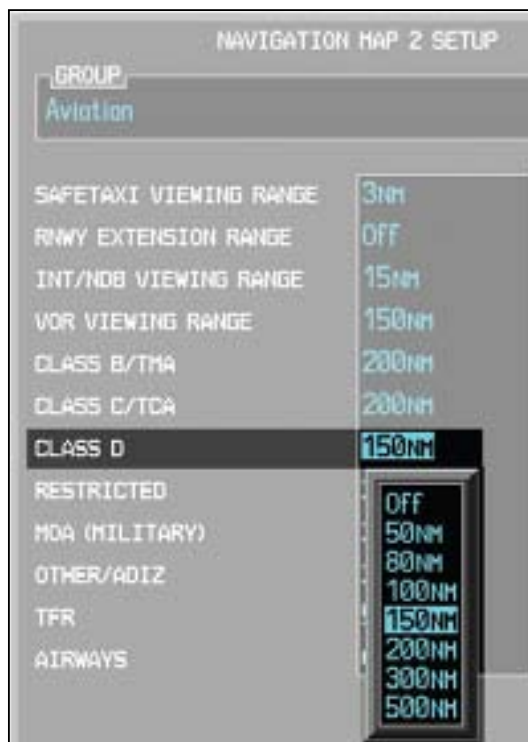 NAVIGATION MAP 2 SETUP
GROUP
Aviation
SAFETAXI VIEWING RANGE 3NM
RNWY EXTENSION RANGE Off
INT/NDB VIEWING RANGE 15NM
VOR VIEWING RANGE 150NM
CLASS B/TMA 200NM
CLASS C/TCA 200NM
CLASS D 150NM
RESTRICTED
MOA (MILITARY)
OTHER/ADIZ
TFR
AIRWAYS
Off
50NM
80NM
100NM
150NM
200NM
300NM
500NM